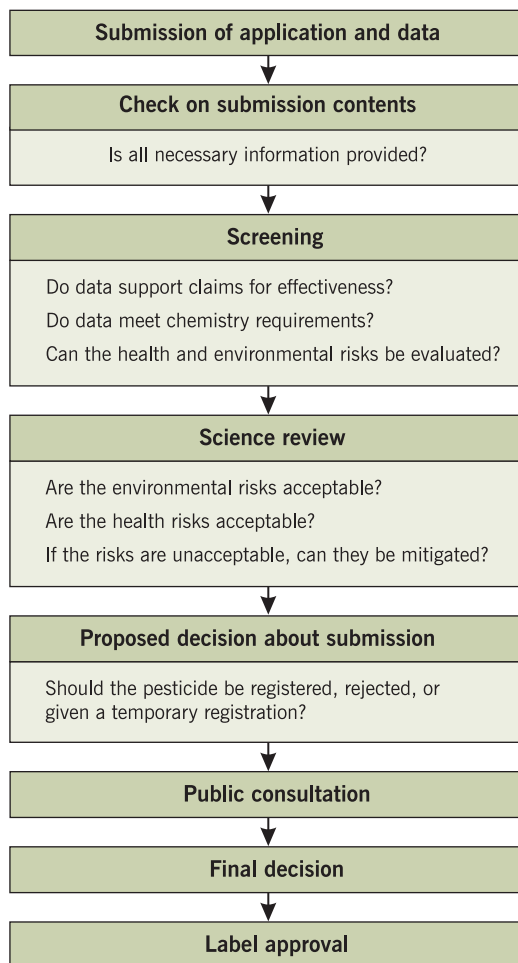 Submission of application and data
Check on submission contents
Is all necessary information provided?
Screening
Do data support claims for effectiveness?
Do data meet chemistry requirements?
Can the health and environmental risks be evaluated?
Science review
Are the environmental risks acceptable?
Are the health risks acceptable?
If the risks are unacceptable, can they be mitigated?
Proposed decision about submission
Should the pesticide be registered, rejected, or
given a temporary registration?
Public consultation
Final decision
Label approval